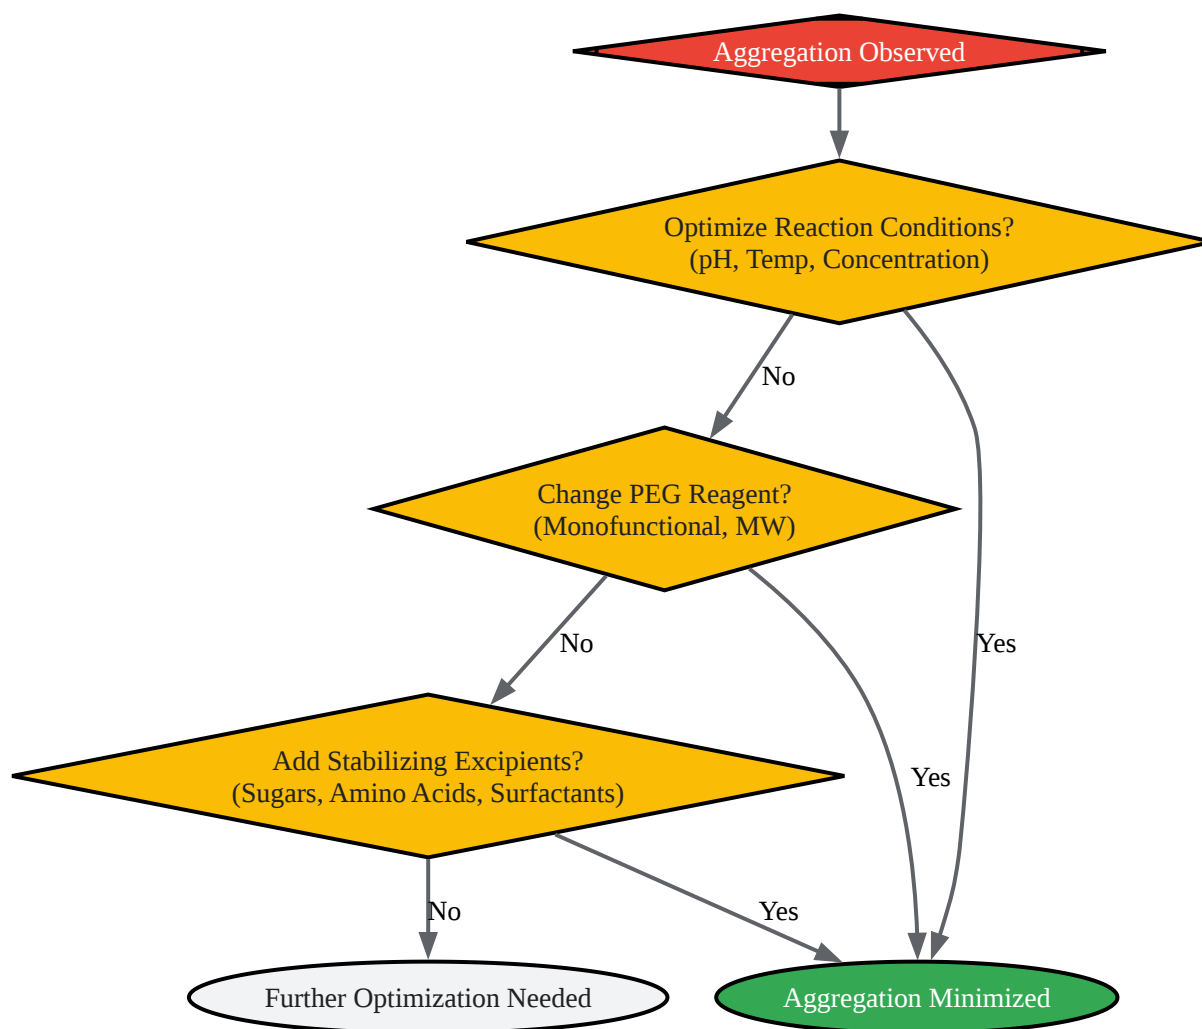 Aggregation Observed
Optimize Reaction Conditions?
(pH, Temp, Concentration)
No
Change PEG Reagent?
(Monofunctional, MW)
No
Yes
Add Stabilizing Excipients?
(Sugars, Amino Acids, Surfactants)
Yes
No
Yes
Further Optimization Needed
Aggregation Minimized